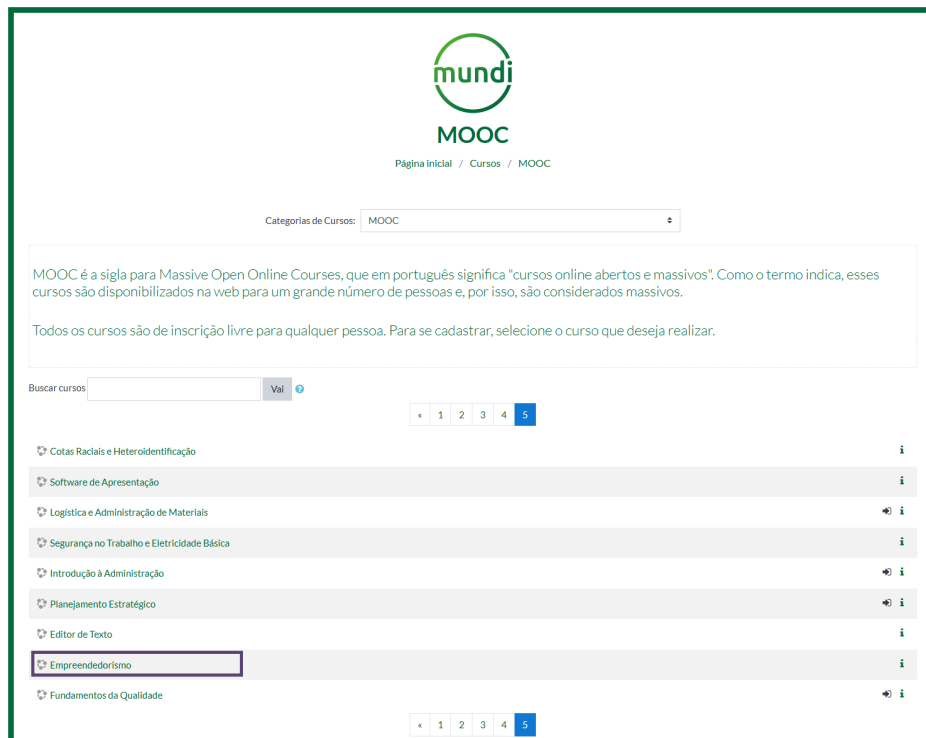 mundi
MOOC
Página inicial / Cursos / MOOC
Categorias de Cursos: MOOC
MOOC é a sigla para Massive Open Online Courses, que em português significa "cursos online abertos e massivos". Como o termo indica, esses
cursos são disponibilizados na web para um grande número de pessoas e, por isso, são considerados massivos.
Todos os cursos são de inscrição livre para qualquer pessoa. Para se cadastrar, selecione o curso que deseja realizar.
Buscar cursos Vai ?
« 1 2 3 4 5
Cotas Raciais e Heteroidentificação i
Software de Apresentação i
Logística e Administração de Materiais i
Segurança no Trabalho e Eletricidade Básica i
Introdução à Administração i
Planejamento Estratégico i
Editor de Texto i
Empreendedorismo i
Fundamentos da Qualidade i
« 1 2 3 4 5